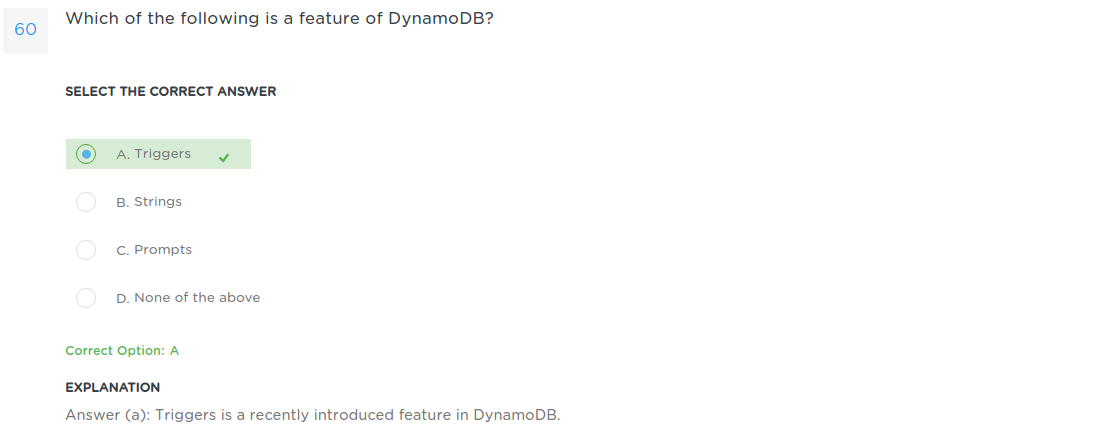 60
Which of the following is a feature of DynamoDB?
SELECT THE CORRECT ANSWER
A. Triggers
B. Strings
C. Prompts
D. None of the above
Correct Option: A
EXPLANATION
Answer (a): Triggers is a recently introduced feature in DynamoDB.